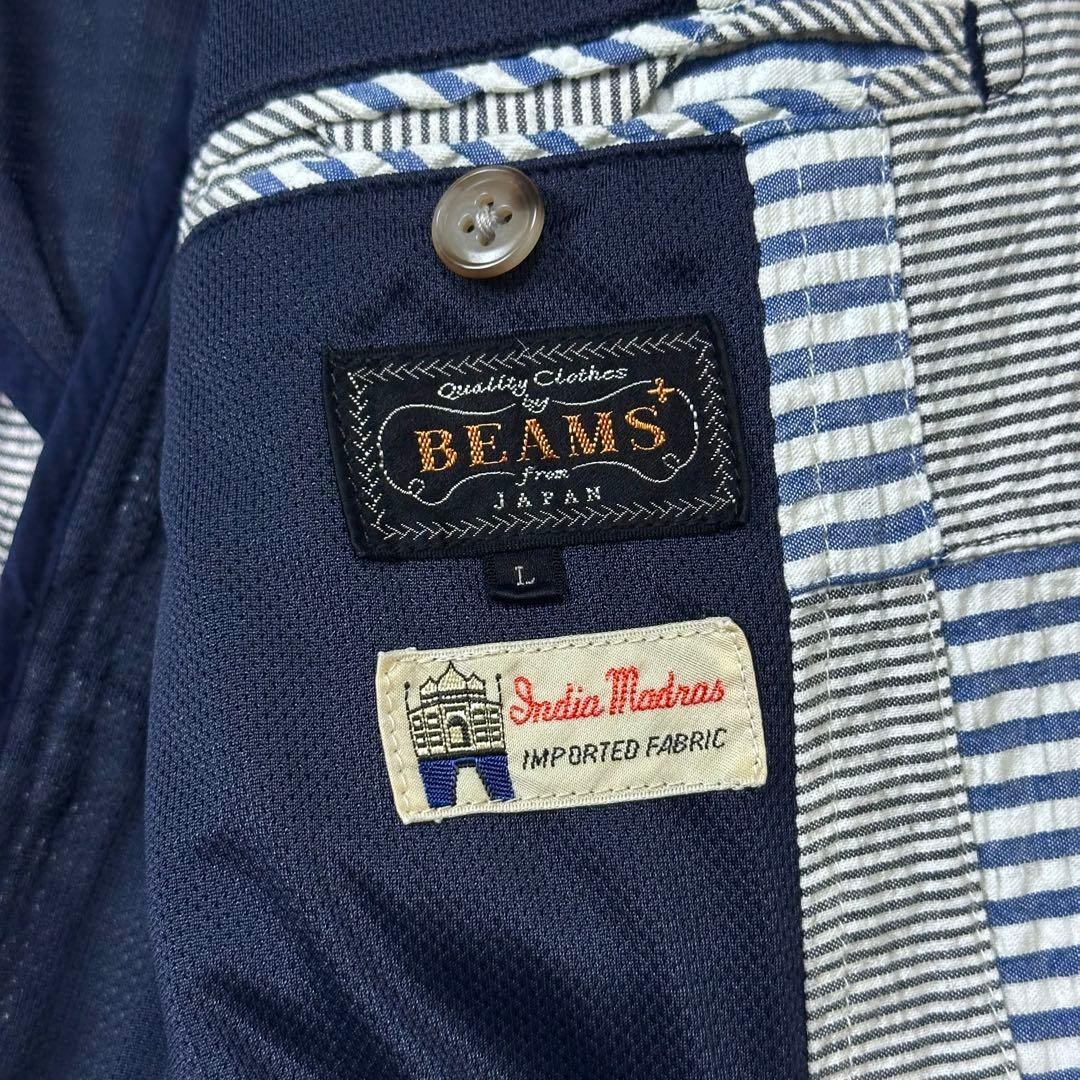 Quality Clothes
by
BEAMS+
from
JAPAN
L
India Madras
IMPORTED FABRIC